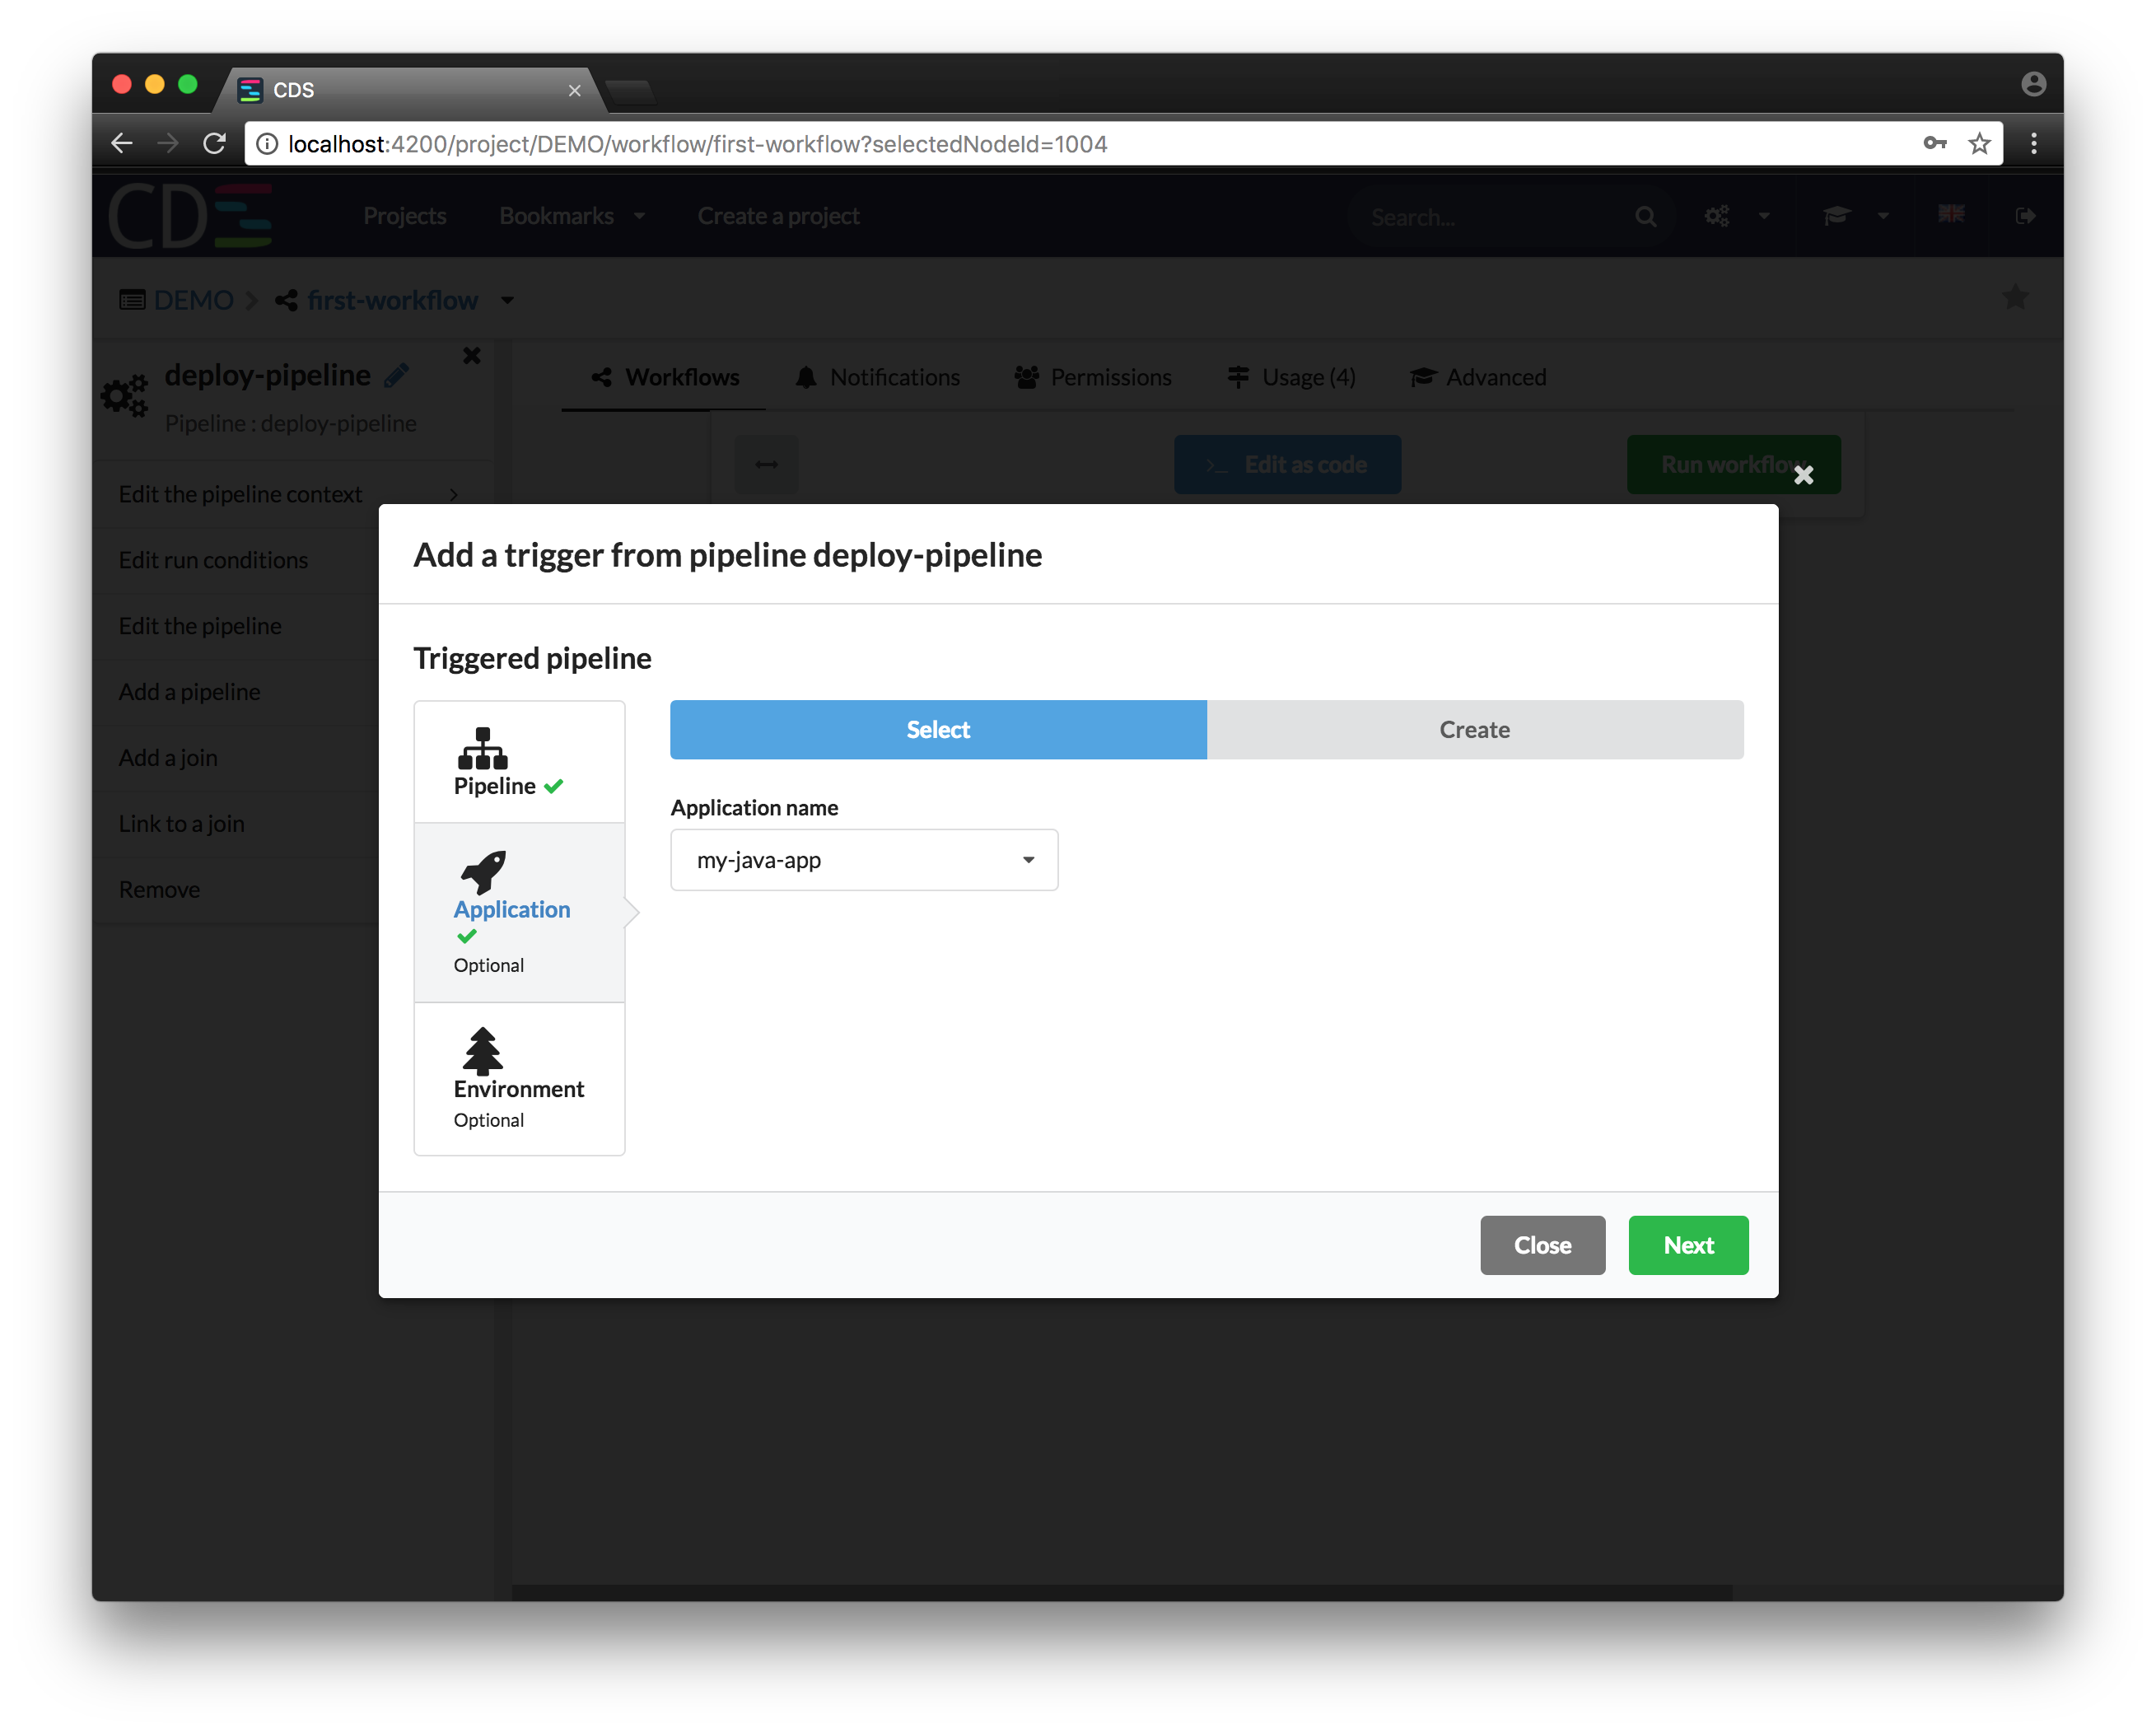 CDS
localhost:4200/project/DEMO/workflow/first-workflow?selectedNodeId=1004
CDS
Projects
Bookmarks
Create a project
Search...
DEMO
first-workflow
deploy-pipeline
Pipeline : deploy-pipeline
Workflows
Notifications
Permissions
Usage (4)
Advanced
Edit as code
Run workflow
Edit the pipeline context
Edit run conditions
Edit the pipeline
Add a pipeline
Add a join
Link to a join
Remove
Add a trigger from pipeline deploy-pipeline
Triggered pipeline
Pipeline
Application
Optional
Environment
Optional
Select
Create
Application name
my-java-app
Close
Next